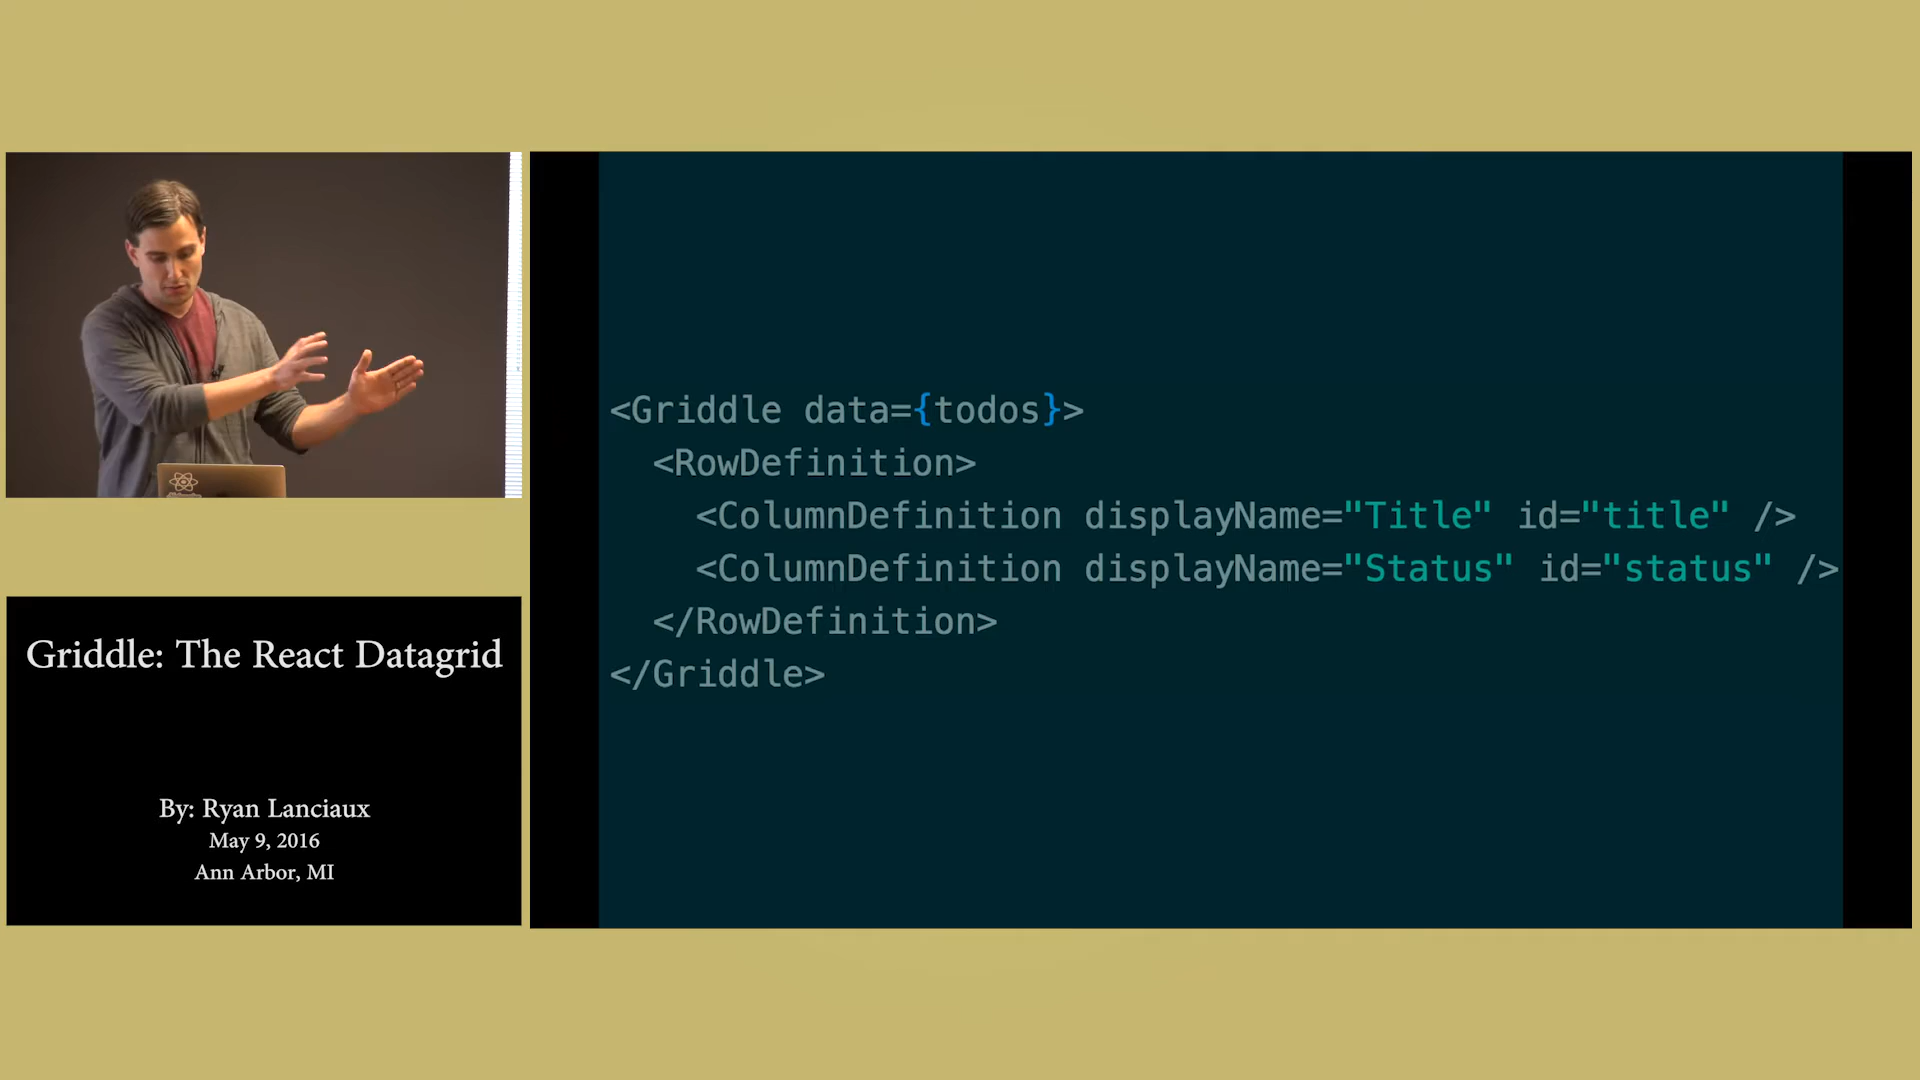 Griddle: The React Datagrid
By: Ryan Lanciaux
May 9, 2016
Ann Arbor, MI
<Griddle data={todos}>
  <RowDefinition>
    <ColumnDefinition displayName="Title" id="title" />
    <ColumnDefinition displayName="Status" id="status" />
  </RowDefinition>
</Griddle>